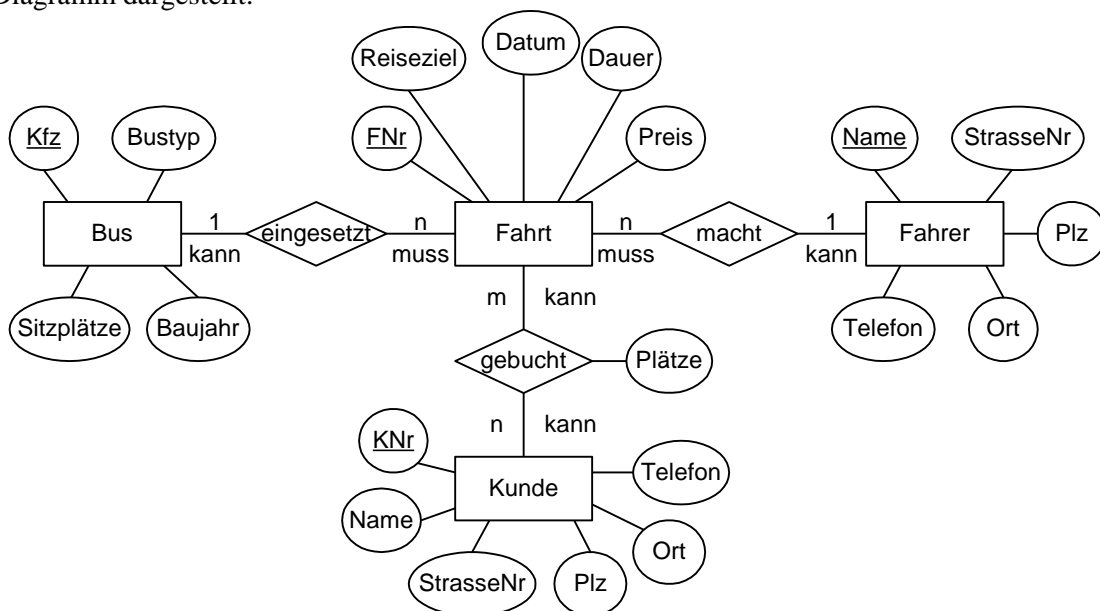 Diagramm dargestellt:
Reiseziel
Datum
Dauer
Kfz
Bustyp
FNr
Preis
Name
StrasseNr
Bus
1
kann
eingesetzt
n
muss
Fahrt
n
muss
macht
1
kann
Fahrer
Plz
Sitzplätze
Baujahr
m
kann
Telefon
Ort
gebucht
Plätze
n
kann
KNr
Kunde
Telefon
Name
Ort
StrasseNr
Plz